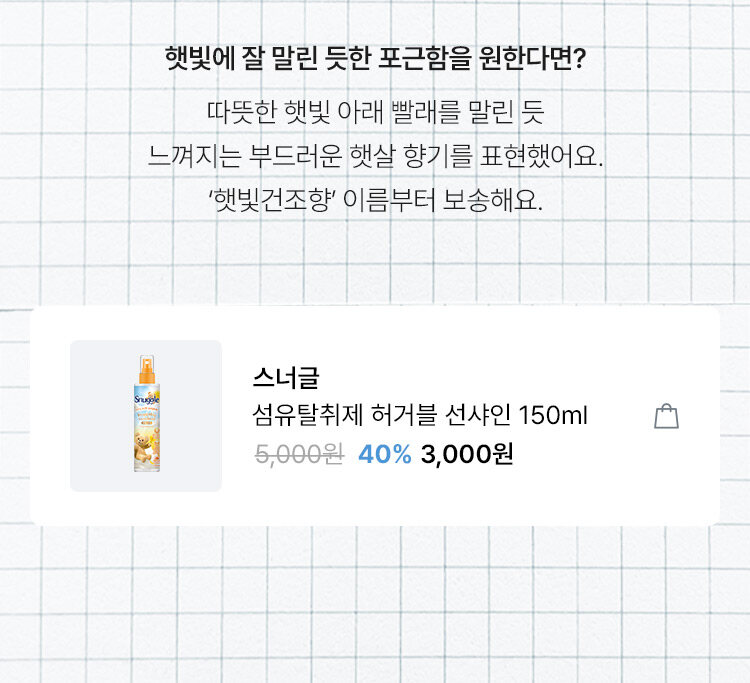 햇빛에 잘 말린 듯한 포근함을 원한다면?
따뜻한 햇빛 아래 빨래를 말린 듯
느껴지는 부드러운 햇살 향기를 표현했어요.
‘햇빛건조향’ 이름부터 보송해요.
Snuggle
스너글
섬유탈취제 허거블 선샤인 150ml
5,000원 40% 3,000원